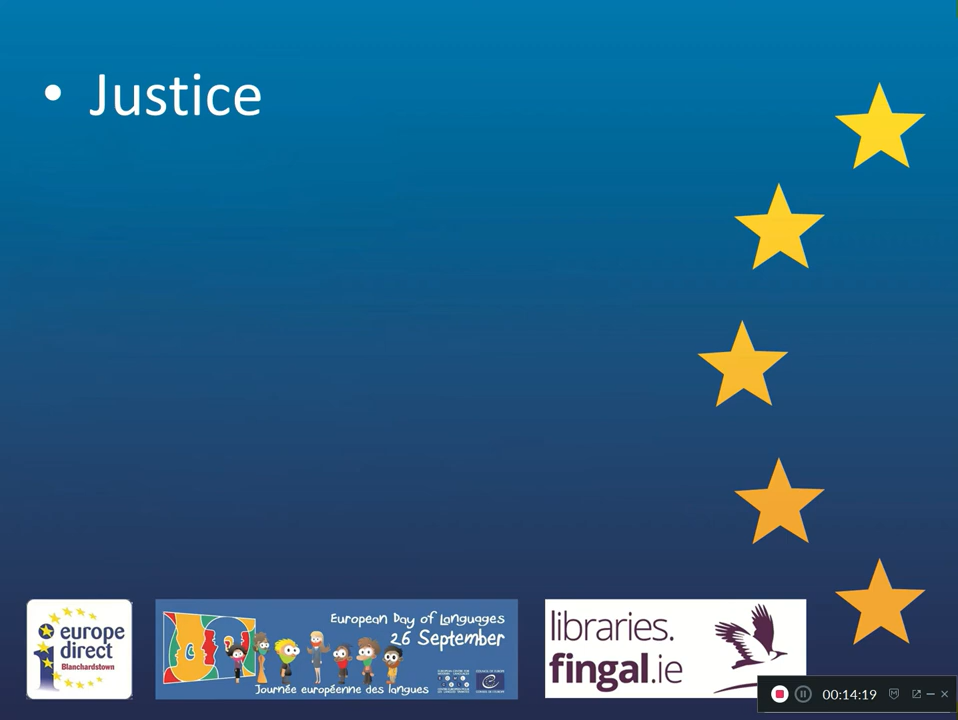 • Justice
europe
direct
Blanchardstown
European Day of Languages
26 September
Journée européenne des langues
libraries.
fingal.ie
00:14:19